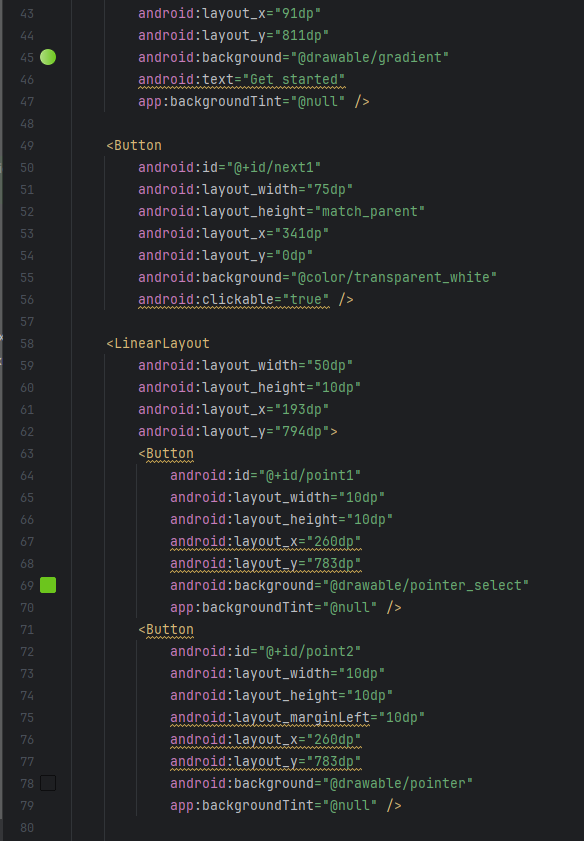 43 android:layout_x="91dp"
44 android:layout_y="811dp"
45 android:background="@drawable/gradient"
46 android:text="Get started"
47 app:backgroundTint="@null" />
48
49 <Button
50 android:id="@+id/next1"
51 android:layout_width="75dp"
52 android:layout_height="match_parent"
53 android:layout_x="341dp"
54 android:layout_y="0dp"
55 android:background="@color/transparent_white"
56 android:clickable="true" />
57
58 <LinearLayout
59 android:layout_width="50dp"
60 android:layout_height="10dp"
61 android:layout_x="193dp"
62 android:layout_y="794dp">
63 <Button
64 android:id="@+id/point1"
65 android:layout_width="10dp"
66 android:layout_height="10dp"
67 android:layout_x="260dp"
68 android:layout_y="783dp"
69 android:background="@drawable/pointer_select"
70 app:backgroundTint="@null" />
71 <Button
72 android:id="@+id/point2"
73 android:layout_width="10dp"
74 android:layout_height="10dp"
75 android:layout_marginLeft="10dp"
76 android:layout_x="260dp"
77 android:layout_y="783dp"
78 android:background="@drawable/pointer"
79 app:backgroundTint="@null" />
80